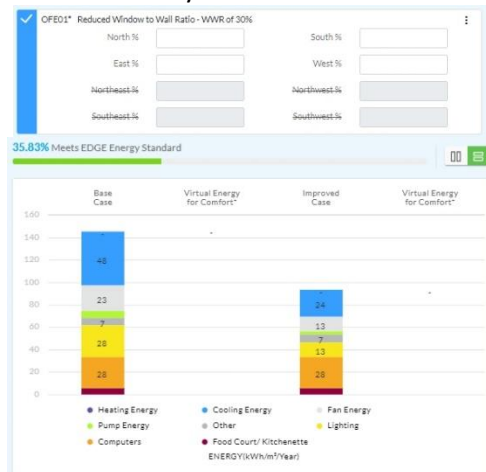 OFE01* Reduced Window to Wall Ratio - WWR of 30%
North % South %
East % West %
Northeast % Northwest %
Southeast % Southwest %
35.83% Meets EDGE Energy Standard
Base Case Virtual Energy for Comfort* Improved Case Virtual Energy for Comfort*
160
140
120
100
80
60
40
20
0
48
23
7
28
28
24
13
7
13
28
Heating Energy Cooling Energy Fan Energy
Pump Energy Other Lighting
Computers Food Court/ Kitchenette
ENERGY(kWh/m²/Year)